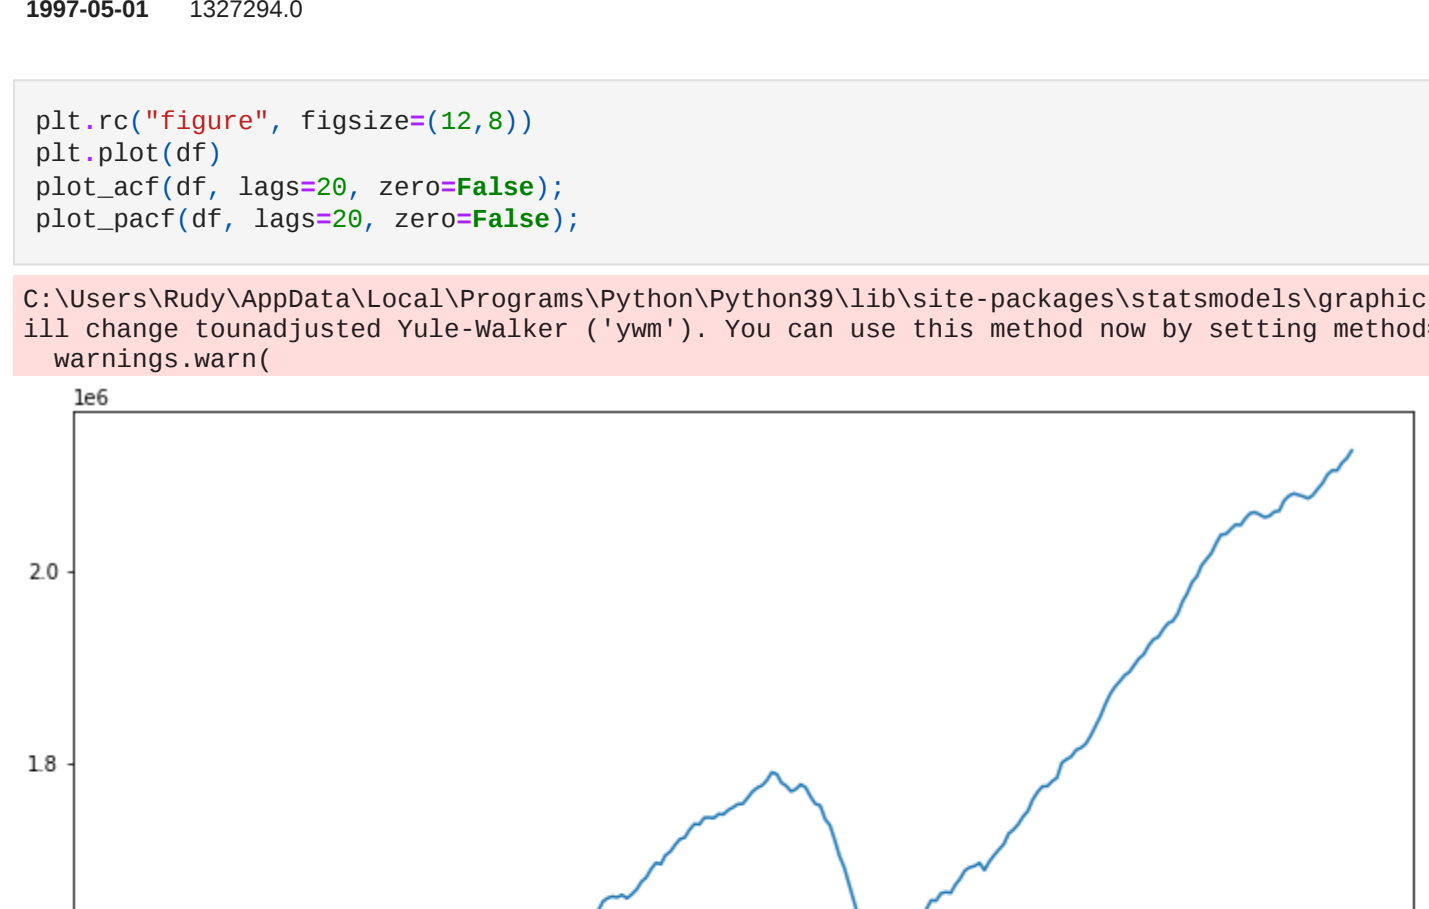 1997-05-01 1327294.0
plt.rc("figure", figsize=(12,8))
plt.plot(df)
plot_acf(df, lags=20, zero=False);
plot_pacf(df, lags=20, zero=False);
C:\Users\Rudy\AppData\Local\Programs\Python\Python39\lib\site-packages\statsmodels\graphic
ill change tounadjusted Yule-Walker ('ywm'). You can use this method now by setting method=
warnings.warn(
1e6
2.0
1.8